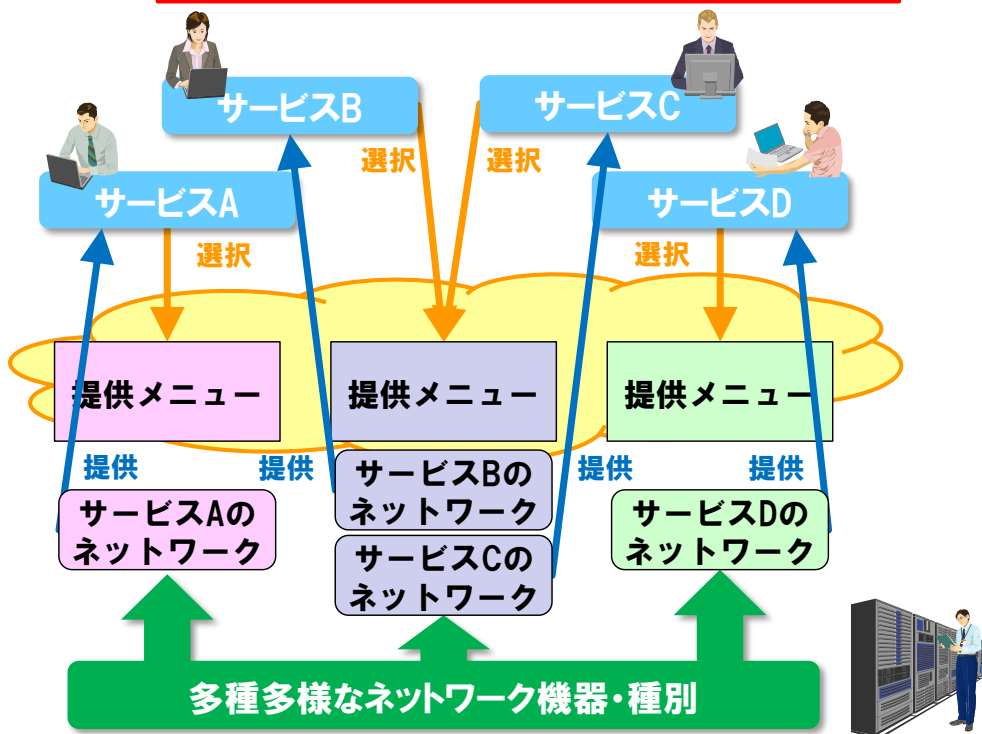 サービスB
サービスC
選択
選択
サービスA
サービスD
選択
選択
提供メニュー
提供メニュー
提供メニュー
提供
提供
提供
提供
サービスAの
ネットワーク
サービスBの
ネットワーク
サービスCの
ネットワーク
サービスDの
ネットワーク
多種多様なネットワーク機器・種別